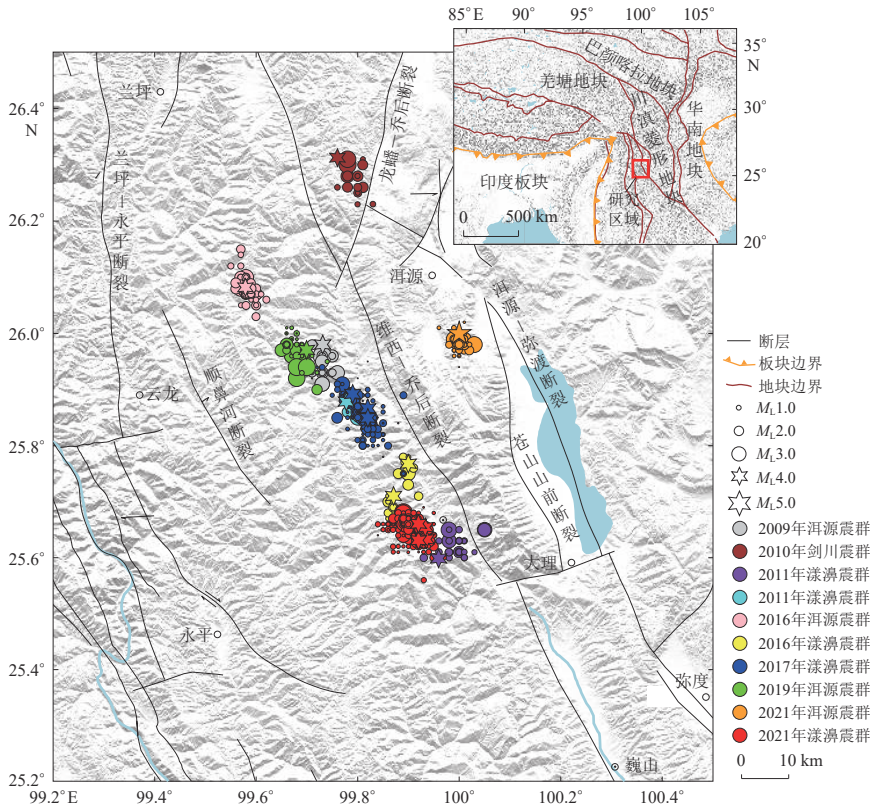 85°E 90° 95° 100° 105°
35°
N
30°
25°
20°
巴颜喀拉地块
羌塘地块
川滇菱形地块
华南地块
印度板块
研究
区域
0 500 km
26.4°
N
26.2°
26.0°
25.8°
25.6°
25.4°
25.2°
99.2°E 99.4° 99.6° 99.8° 100° 100.2° 100.4°
兰坪
兰坪—永平断裂
龙蟠—乔后断裂
洱源
洱源—弥渡断裂
维西—乔后断裂
云龙
顺濞河断裂
苍山山前断裂
大理
永平
弥度
巍山
断层
板块边界
地块边界
ML1.0
ML2.0
ML3.0
ML4.0
ML5.0
2009年洱源震群
2010年剑川震群
2011年漾濞震群
2011年漾濞震群
2016年洱源震群
2016年漾濞震群
2017年漾濞震群
2019年洱源震群
2021年洱源震群
2021年漾濞震群
0 10 km